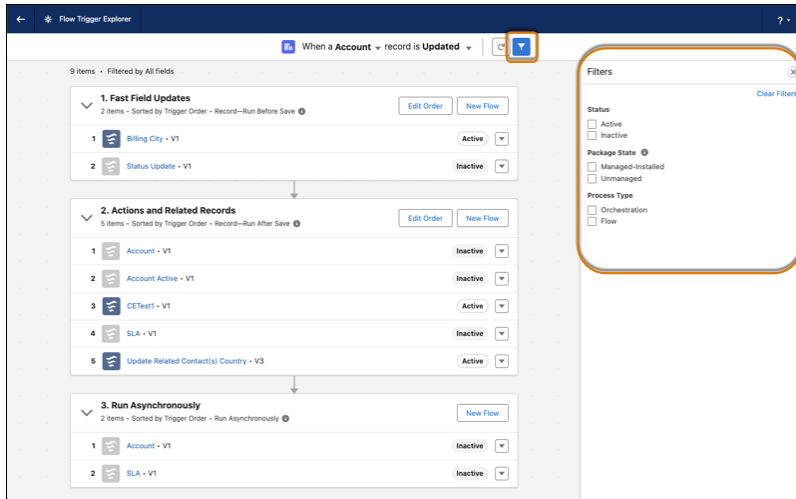 Flow Trigger Explorer
?
When a Account record is Updated
9 items • Filtered by All fields
1. Fast Field Updates
2 items • Sorted by Trigger Order • Record—Run Before Save
Edit Order
New Flow
1 Billing City - V1 Active
2 Status Update - V1 Inactive
2. Actions and Related Records
5 items • Sorted by Trigger Order • Record—Run After Save
Edit Order
New Flow
1 Account - V1 Inactive
2 Account Active - V1 Inactive
3 CETest1 - V1 Active
4 SLA - V1 Inactive
5 Update Related Contact(s) Country - V3 Active
3. Run Asynchronously
2 items • Sorted by Trigger Order • Run Asynchronously
New Flow
1 Account - V1 Inactive
2 SLA - V1 Inactive
Filters
Clear Filters
Status
Active
Inactive
Package State
Managed-Installed
Unmanaged
Process Type
Orchestration
Flow